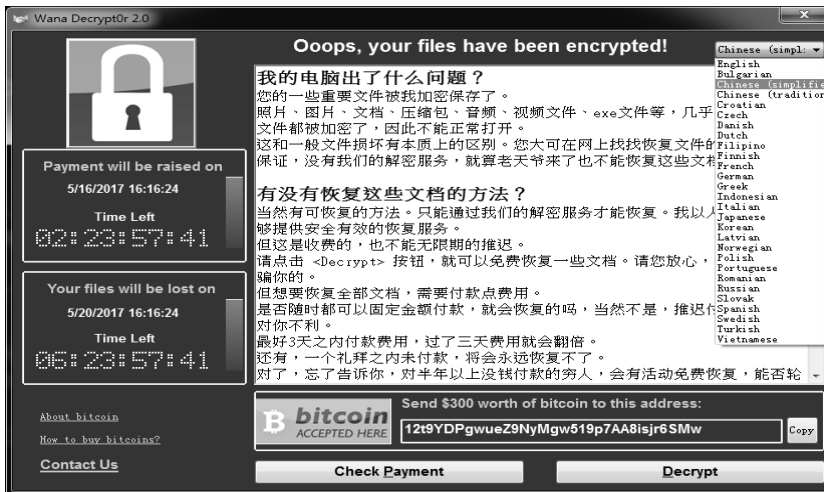 Wana Decrypt0r 2.0
Ooops, your files have been encrypted!
Chinese (simpl:
English
Bulgarian
Chinese (simplifie
Chinese (tradition
Croatian
Czech
Danish
Dutch
Filipino
Finnish
French
German
Greek
Indonesian
Italian
Japanese
Korean
Latvian
Norwegian
Polish
Portuguese
Romanian
Russian
Slovak
Spanish
Swedish
Turkish
Vietnamese
我的电脑出了什么问题？
您的一些重要文件被我加密保存了。
照片、图片、文档、压缩包、音频、视频文件、exe文件等，几乎
文件都被加密了，因此不能正常打开。
这和一般文件损坏有本质上的区别。您大可在网上找找恢复文件的
保证，没有我们的解密服务，就算老天爷来了也不能恢复这些文档
有没有恢复这些文档的方法？
当然有可恢复的方法。只能通过我们的解密服务才能恢复。我以人
够提供安全有效的恢复服务。
但这是收费的，也不能无限期的推迟。
请点击 <Decrypt> 按钮，就可以免费恢复一些文档。请您放心，
骗你的。
但想要恢复全部文档，需要付款点费用。
是否随时都可以固定金额付款，就会恢复的吗，当然不是，推迟付
对你不利。
最好3天之内付款费用，过了三天费用就会翻倍。
还有，一个礼拜之内未付款，将会永远恢复不了。
对了，忘了告诉你，对半年以上没钱付款的穷人，会有活动免费恢复，能否轮
Payment will be raised on
5/16/2017 16:16:24
Time Left
02:23:57:41
Your files will be lost on
5/20/2017 16:16:24
Time Left
06:23:57:41
About bitcoin
How to buy bitcoins?
Contact Us
bitcoin
ACCEPTED HERE
Send $300 worth of bitcoin to this address:
12t9YDPgwueZ9NyMgw519p7AA8isjr6SMw
Copy
Check Payment
Decrypt